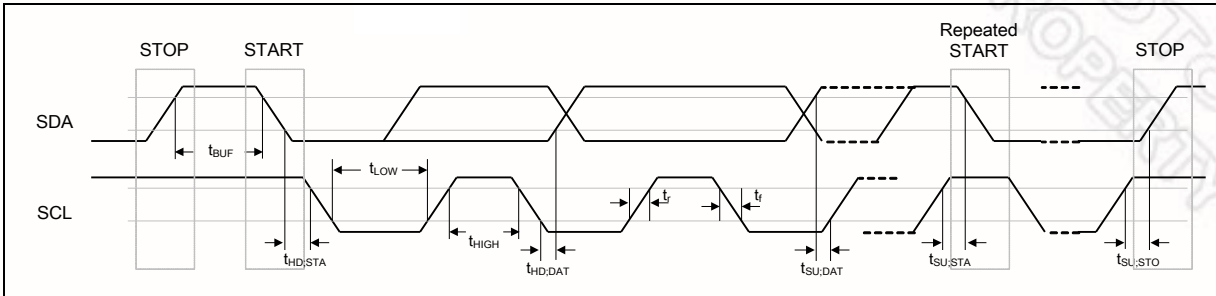 STOP
START
Repeated
START
STOP
SDA
tBUF
tLOW
SCL
tr
tf
tHD;STA
tHIGH
tHD;DAT
tSU;DAT
tSU;STA
tSU;STO